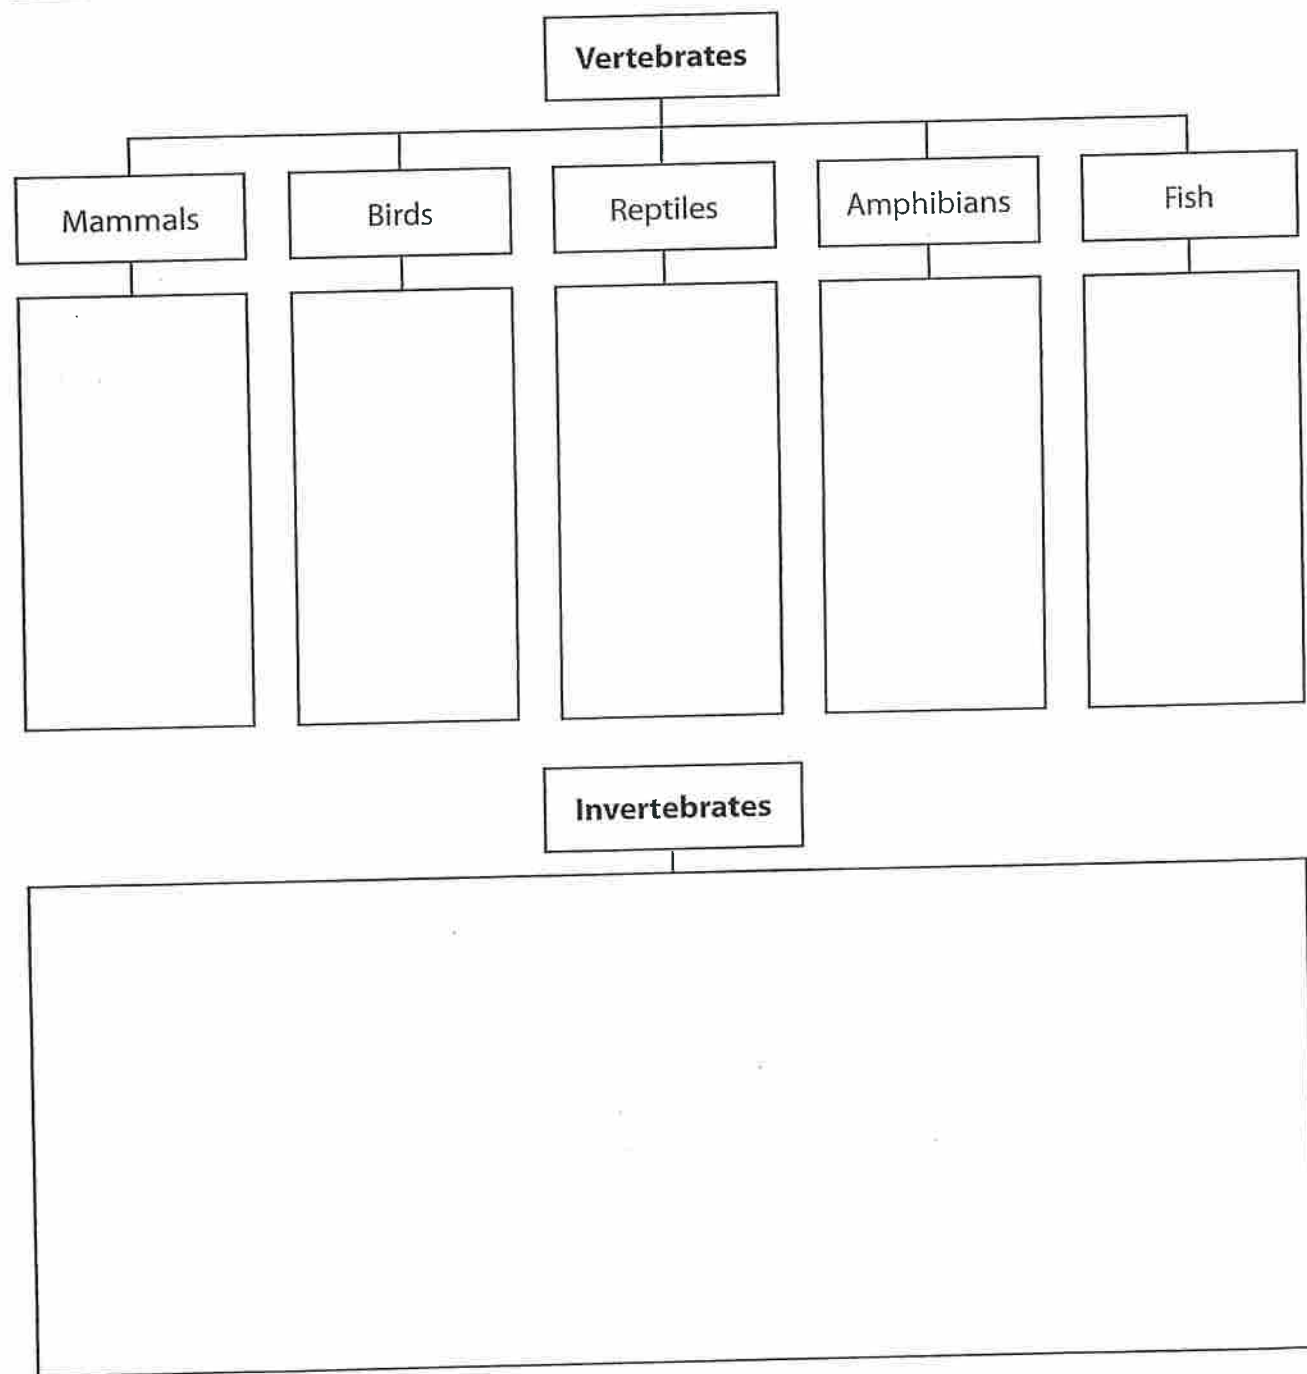 Vertebrates
Mammals
Birds
Reptiles
Amphibians
Fish
Invertebrates